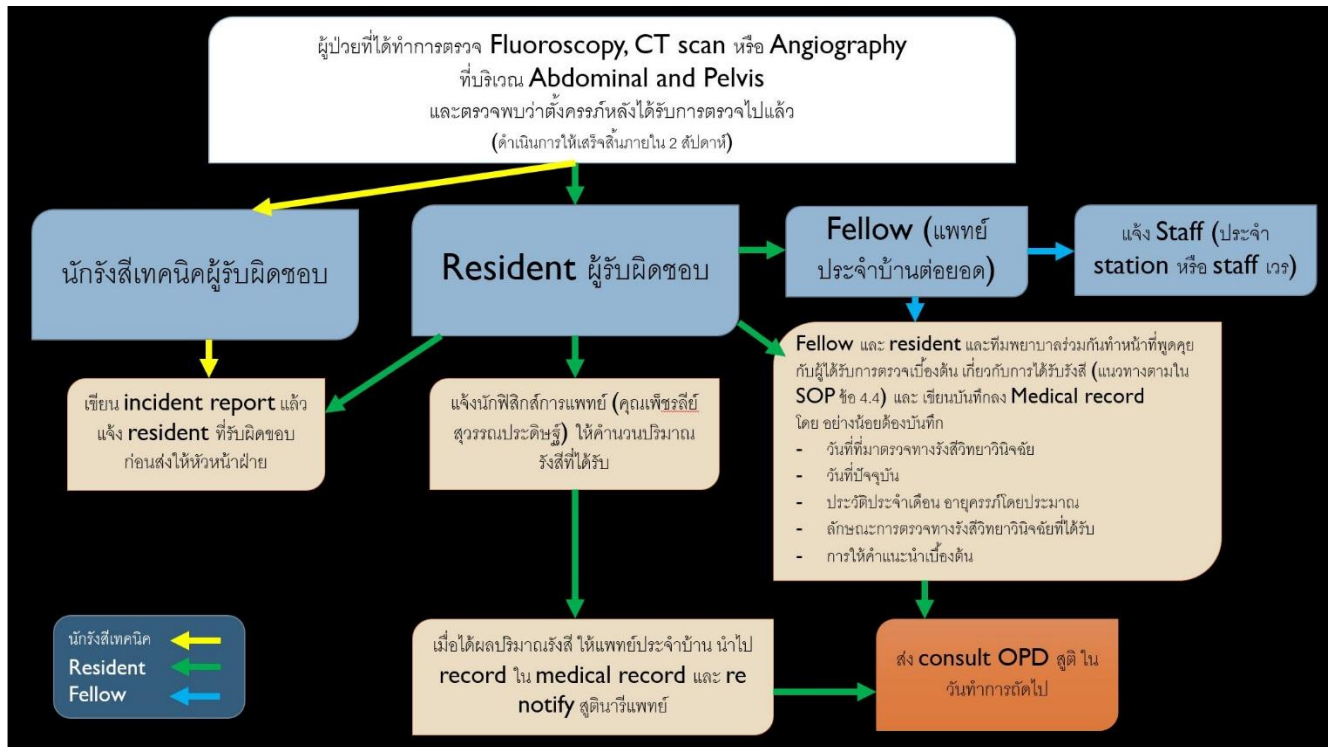 ผู้ป่วยที่ได้ทำการตรวจ Fluoroscopy, CT scan หรือ Angiography
ที่บริเวณ Abdominal and Pelvis
และตรวจพบว่าตั้งครรภ์หลังได้รับการตรวจไปแล้ว
(ดำเนินการให้เสร็จสิ้นภายใน 2 สัปดาห์)
นักรังสีเทคนิคผู้รับผิดชอบ
Resident ผู้รับผิดชอบ
Fellow (แพทย์
ประจำบ้านต่อยอด)
แจ้ง Staff (ประจำ
station หรือ staff เวร)
เขียน incident report แล้ว
แจ้ง resident ที่รับผิดชอบ
ก่อนส่งให้หัวหน้าฝ่าย
แจ้งนักฟิสิกส์การแพทย์ (คุณเพ็ชรลีย์
สุวรรณประดิษฐ์) ให้คำนวนปริมาณ
รังสีที่ได้รับ
Fellow และ resident และทีมพยาบาลร่วมกันทำหน้าที่พูดคุย
กับผู้ได้รับการตรวจเบื้องต้น เกี่ยวกับการได้รับรังสี (แนวทางตามใน
SOP ข้อ 4.4) และ เขียนบันทึกลง Medical record
โดย อย่างน้อยต้องบันทึก
- วันที่ที่มาตรวจทางรังสีวิทยาวินิจฉัย
- วันที่ปัจจุบัน
- ประวัติประจำเดือน อายุครรภ์โดยประมาณ
- ลักษณะการตรวจทางรังสีวิทยาวินิจฉัยที่ได้รับ
- การให้คำแนะนำเบื้องต้น
นักรังสีเทคนิค
Resident
Fellow
เมื่อได้ผลปริมาณรังสี ให้แพทย์ประจำบ้าน นำไป
record ใน medical record และ re
notify สูตินารีแพทย์
ส่ง consult OPD สูติ ใน
วันทำการถัดไป